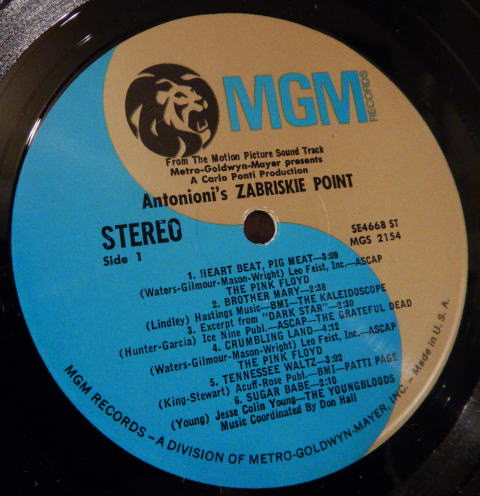 MGM
RECORDS
From The Motion Picture Sound Track
Metro-Goldwyn-Mayer presents
A Carlo Ponti Production
Antonioni's ZABRISKIE POINT
STEREO
Side 1
SE4668 ST
MGS 2154
1. HEART BEAT, PIG MEAT—3:09
(Waters-Gilmour-Mason-Wright) Leo Feist, Inc.—ASCAP
THE PINK FLOYD
2. BROTHER MARY—2:38
(Lindley) Hastings Music—BMI—THE KALEIDOSCOPE
3. Excerpt from "DARK STAR"—2:30
(Hunter-Garcia) Ice Nine Publ.—ASCAP—THE GRATEFUL DEAD
4. CRUMBLING LAND—4:12
(Waters-Gilmour-Mason-Wright) Leo Feist, Inc.—ASCAP
THE PINK FLOYD
5. TENNESSEE WALTZ—3:02
(King-Stewart) Acuff-Rose Publ.—BMI—PATTI PAGE
6. SUGAR BABE—2:10
(Young) Jesse Colin Young—THE YOUNGBLOODS
Music Coordinated By Don Hall
MGM RECORDS — A DIVISION OF METRO-GOLDWYN-MAYER, INC. — Made in U.S.A.